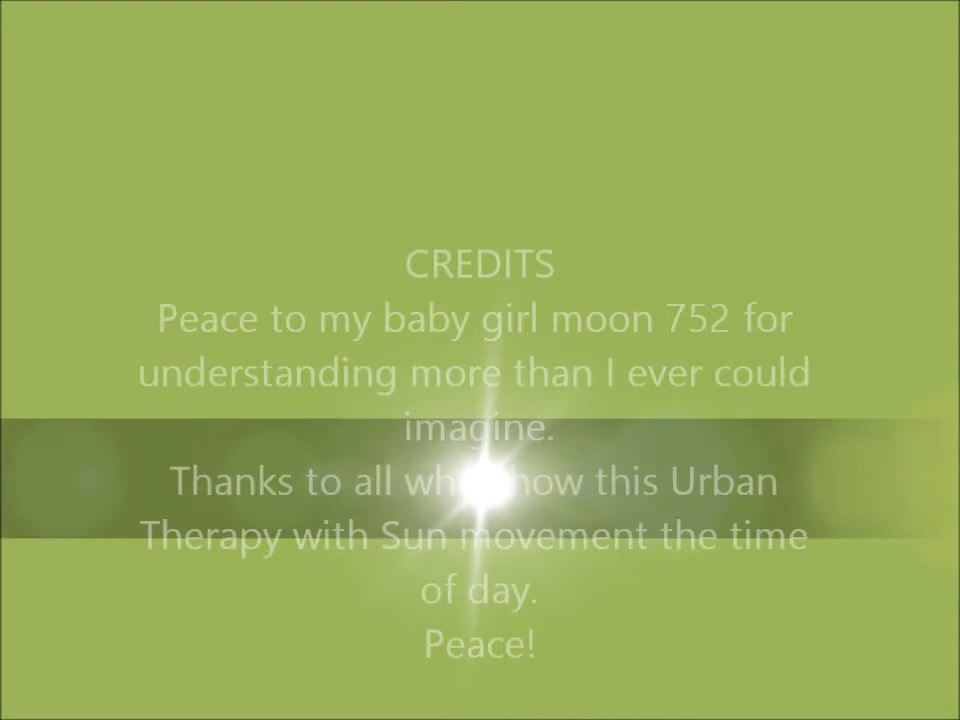 CREDITS
Peace to my baby girl moon 752 for
understanding more than I ever could
imagine.
Thanks to all now this Urban
Therapy with Sun movement the time
of day.
Peace!